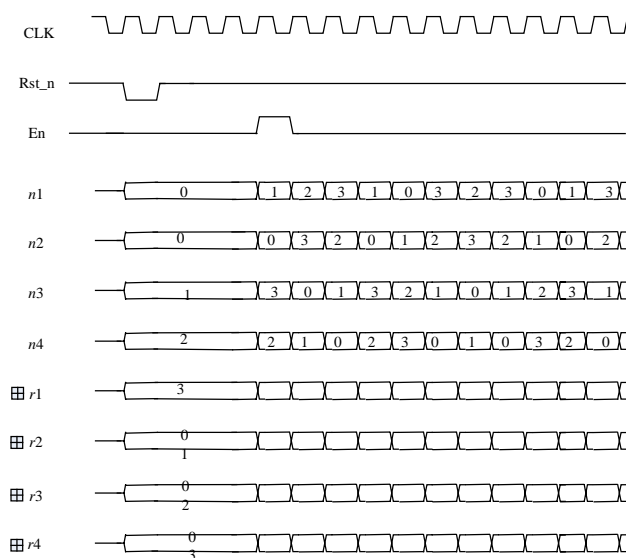 CLK
Rst_n
En
n1 0 1 2 3 1 0 3 2 3 0 1 3
n2 0 0 3 2 0 1 2 3 2 1 0 2
n3 1 3 0 1 3 2 1 0 1 2 3 1
n4 2 2 1 0 2 3 0 1 0 3 2 0
r1 3
r2 0
1
r3 0
2
r4 0
3